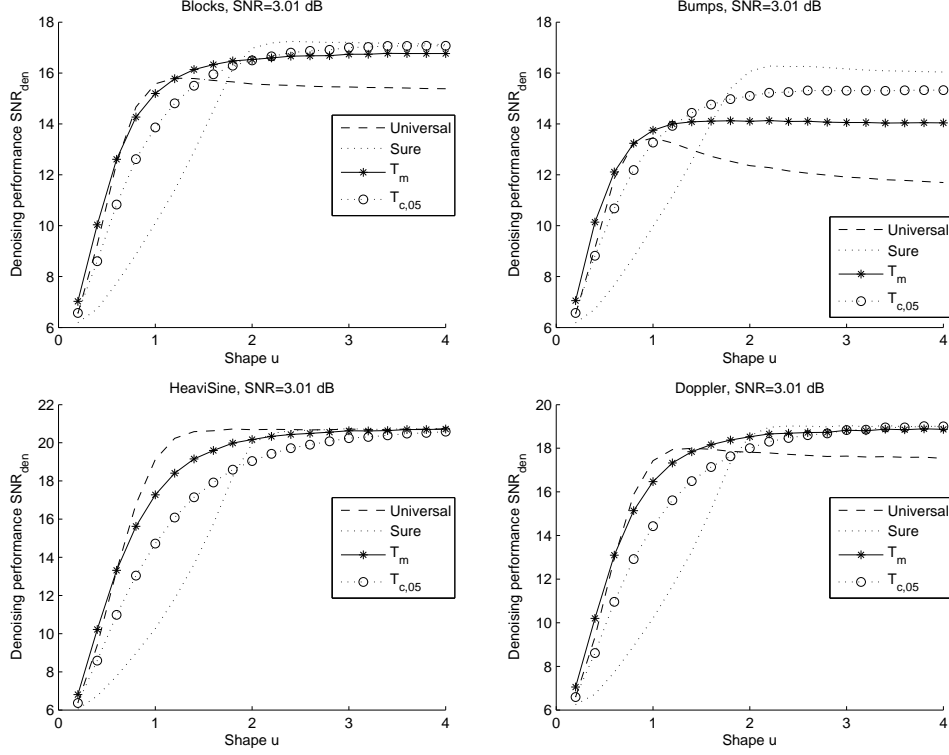 Blocks, SNR=3.01 dB
Denoising performance SNR_den
18
16
14
12
10
8
6
0
1
2
3
4
Shape u
Universal
Sure
T_m
T_c,05
Bumps, SNR=3.01 dB
Denoising performance SNR_den
18
16
14
12
10
8
6
0
1
2
3
4
Shape u
Universal
Sure
T_m
T_c,05
HeaviSine, SNR=3.01 dB
Denoising performance SNR_den
22
20
18
16
14
12
10
8
6
0
1
2
3
4
Shape u
Universal
Sure
T_m
T_c,05
Doppler, SNR=3.01 dB
Denoising performance SNR_den
20
18
16
14
12
10
8
6
0
1
2
3
4
Shape u
Universal
Sure
T_m
T_c,05